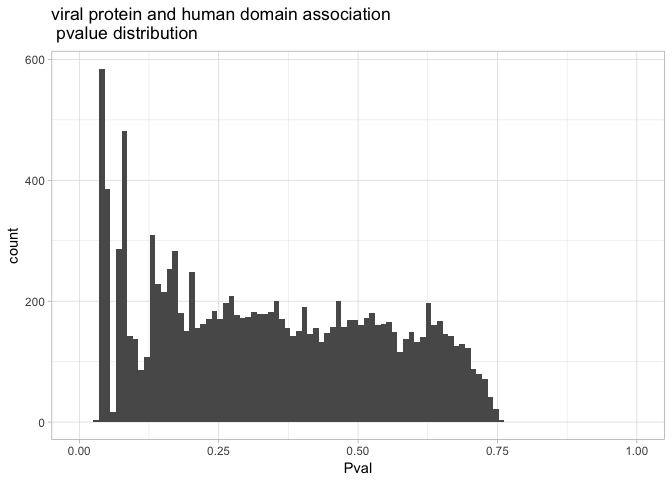 viral protein and human domain association
pvalue distribution
600
400
200
0
count
0.00
0.25
0.50
0.75
1.00
Pval